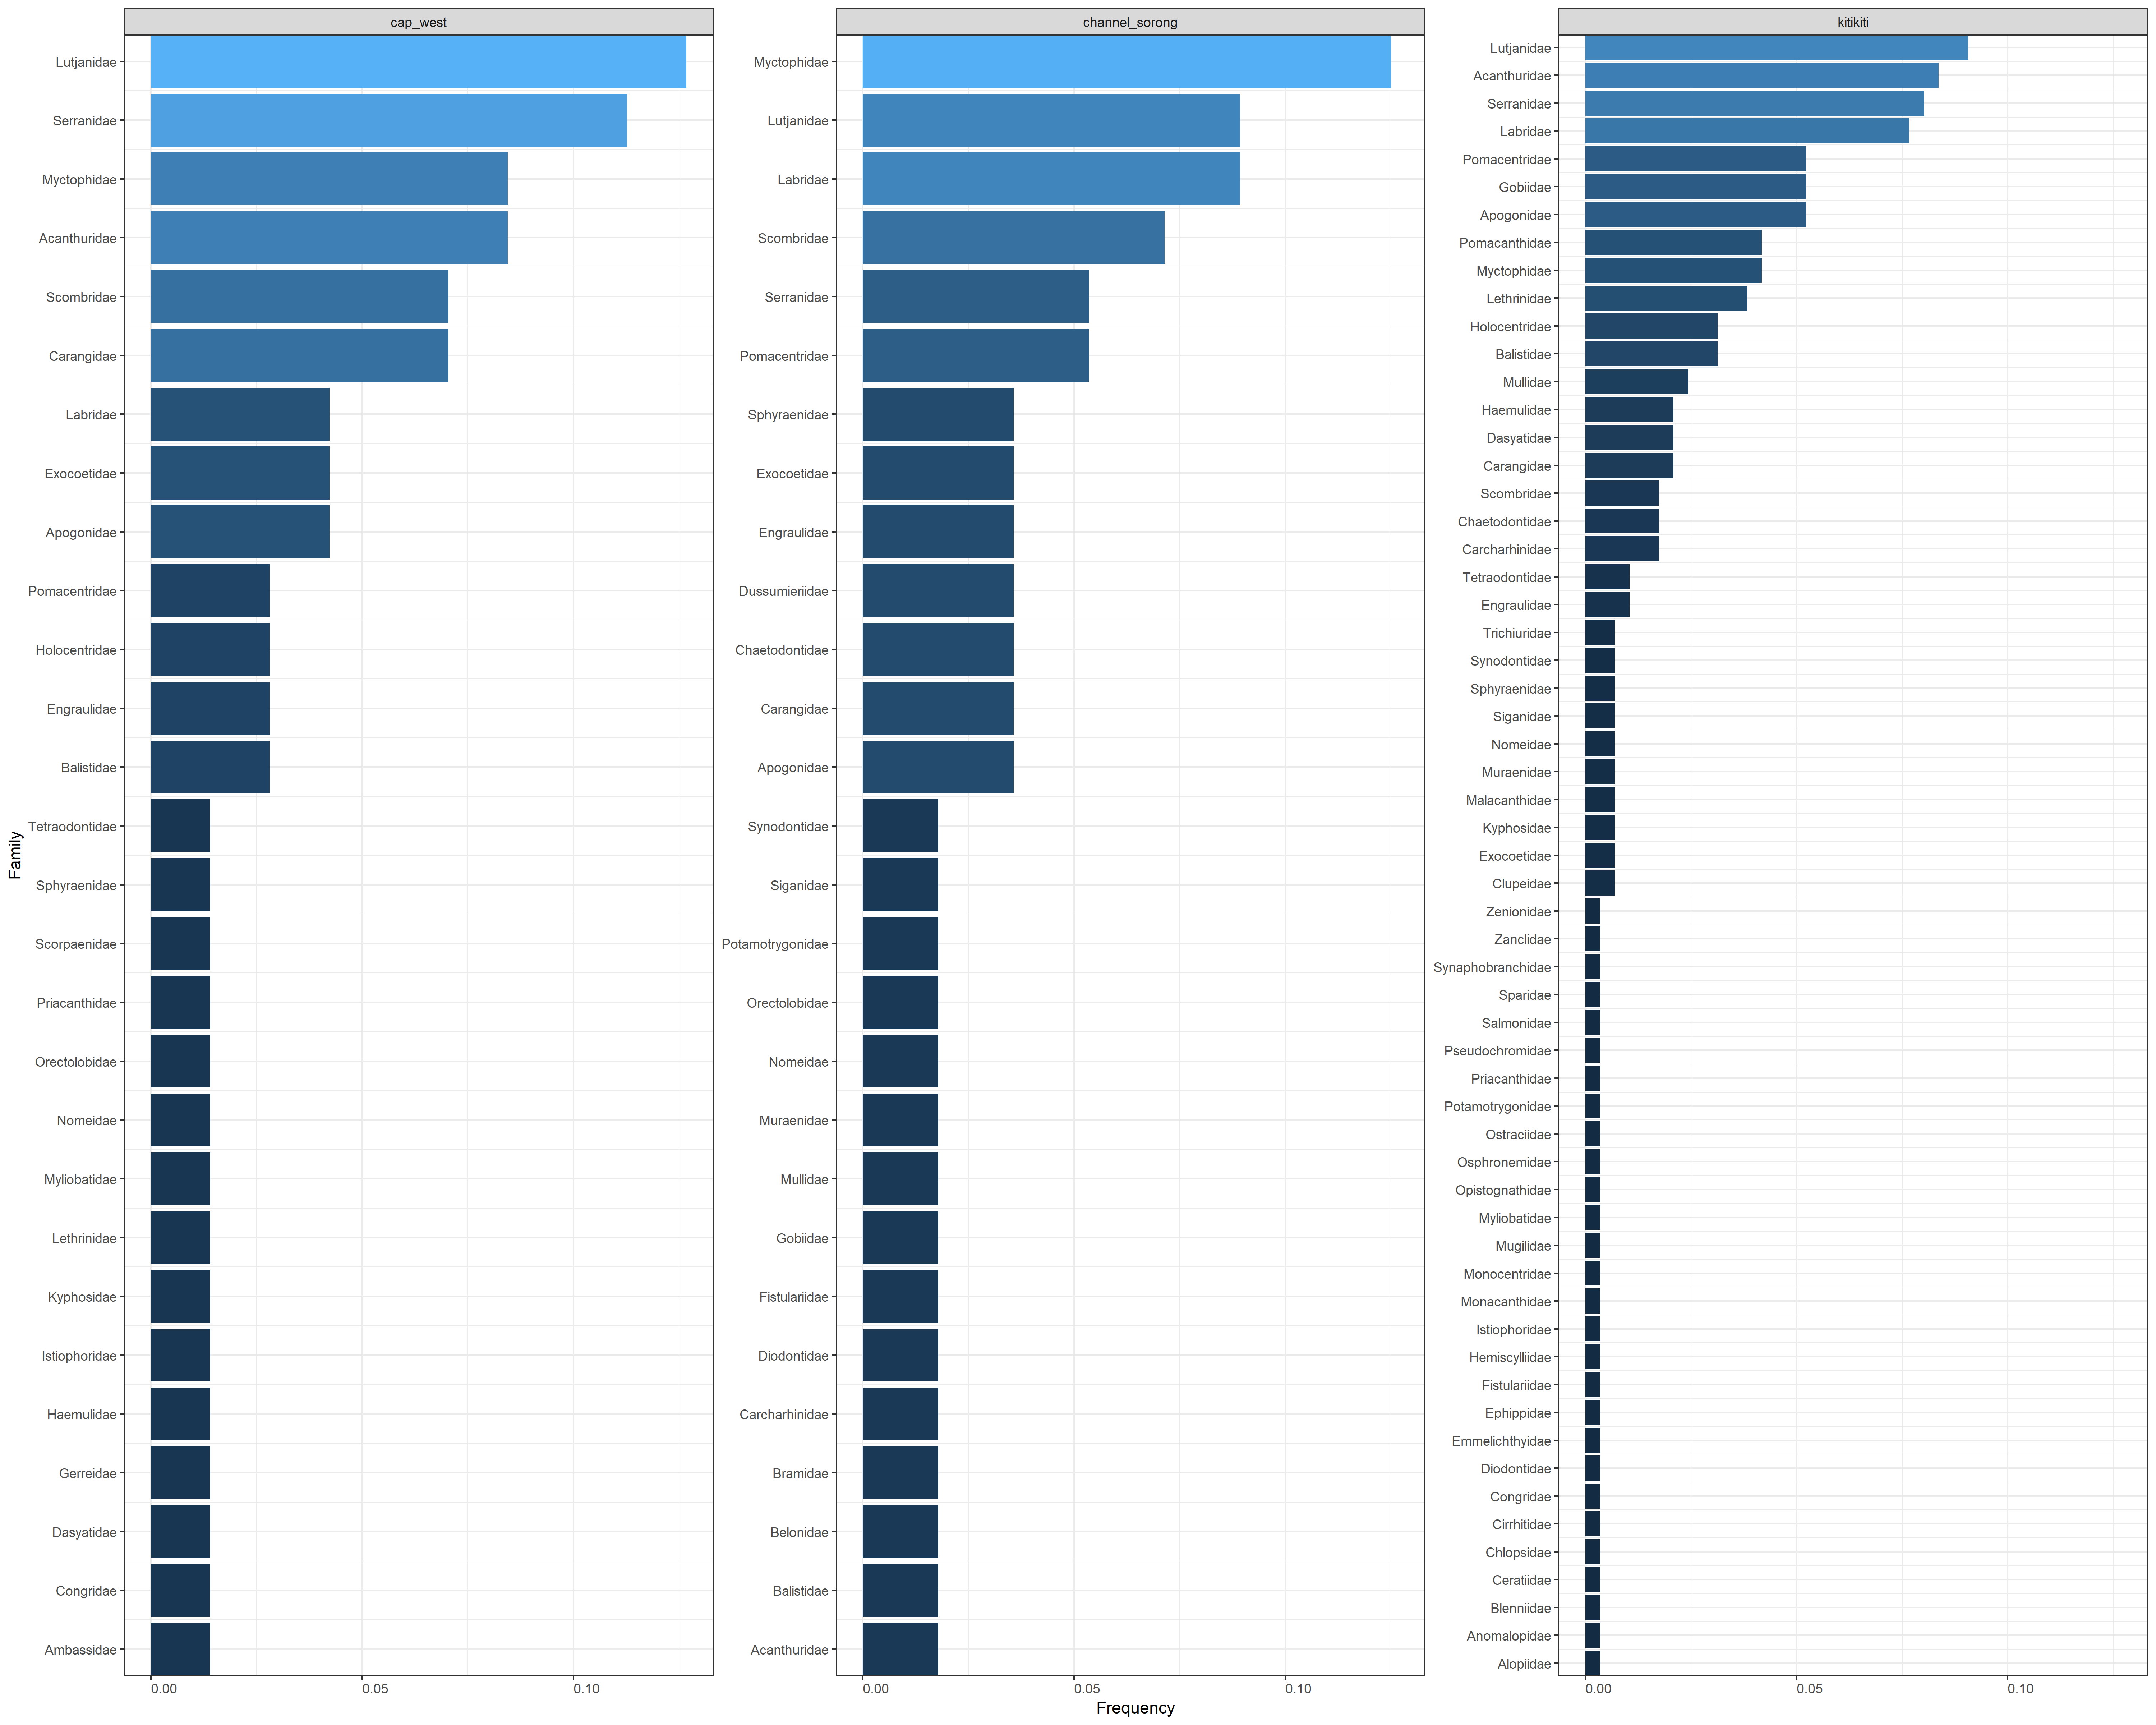 cap_west
channel_sorong
kitikiti
Family
Lutjanidae
Serranidae
Myctophidae
Acanthuridae
Scombridae
Carangidae
Labridae
Exocoetidae
Apogonidae
Pomacentridae
Holocentridae
Engraulidae
Balistidae
Tetraodontidae
Sphyraenidae
Scorpaenidae
Priacanthidae
Orectolobidae
Nomeidae
Myliobatidae
Lethrinidae
Kyphosidae
Istiophoridae
Haemulidae
Gerreidae
Dasyatidae
Congridae
Ambassidae
0.00 0.05 0.10
Myctophidae
Lutjanidae
Labridae
Scombridae
Serranidae
Pomacentridae
Sphyraenidae
Exocoetidae
Engraulidae
Dussumieriidae
Chaetodontidae
Carangidae
Apogonidae
Synodontidae
Siganidae
Potamotrygonidae
Orectolobidae
Nomeidae
Muraenidae
Mullidae
Gobiidae
Fistulariidae
Diodontidae
Carcharhinidae
Bramidae
Belonidae
Balistidae
Acanthuridae
0.00 0.05 0.10
Lutjanidae
Acanthuridae
Serranidae
Labridae
Pomacentridae
Gobiidae
Apogonidae
Pomacanthidae
Myctophidae
Lethrinidae
Holocentridae
Balistidae
Mullidae
Haemulidae
Dasyatidae
Carangidae
Scombridae
Chaetodontidae
Carcharhinidae
Tetraodontidae
Engraulidae
Trichiuridae
Synodontidae
Sphyraenidae
Siganidae
Nomeidae
Muraenidae
Malacanthidae
Kyphosidae
Exocoetidae
Clupeidae
Zenionidae
Zanclidae
Synaphobranchidae
Sparidae
Salmonidae
Pseudochromidae
Priacanthidae
Potamotrygonidae
Ostraciidae
Osphronemidae
Opistognathidae
Myliobatidae
Mugilidae
Monocentridae
Monacanthidae
Istiophoridae
Hemiscylliidae
Fistulariidae
Ephippidae
Emmelichthyidae
Diodontidae
Congridae
Cirrhitidae
Chlopsidae
Ceratiidae
Blenniidae
Anomalopidae
Alopiidae
0.00 0.05 0.10
Frequency